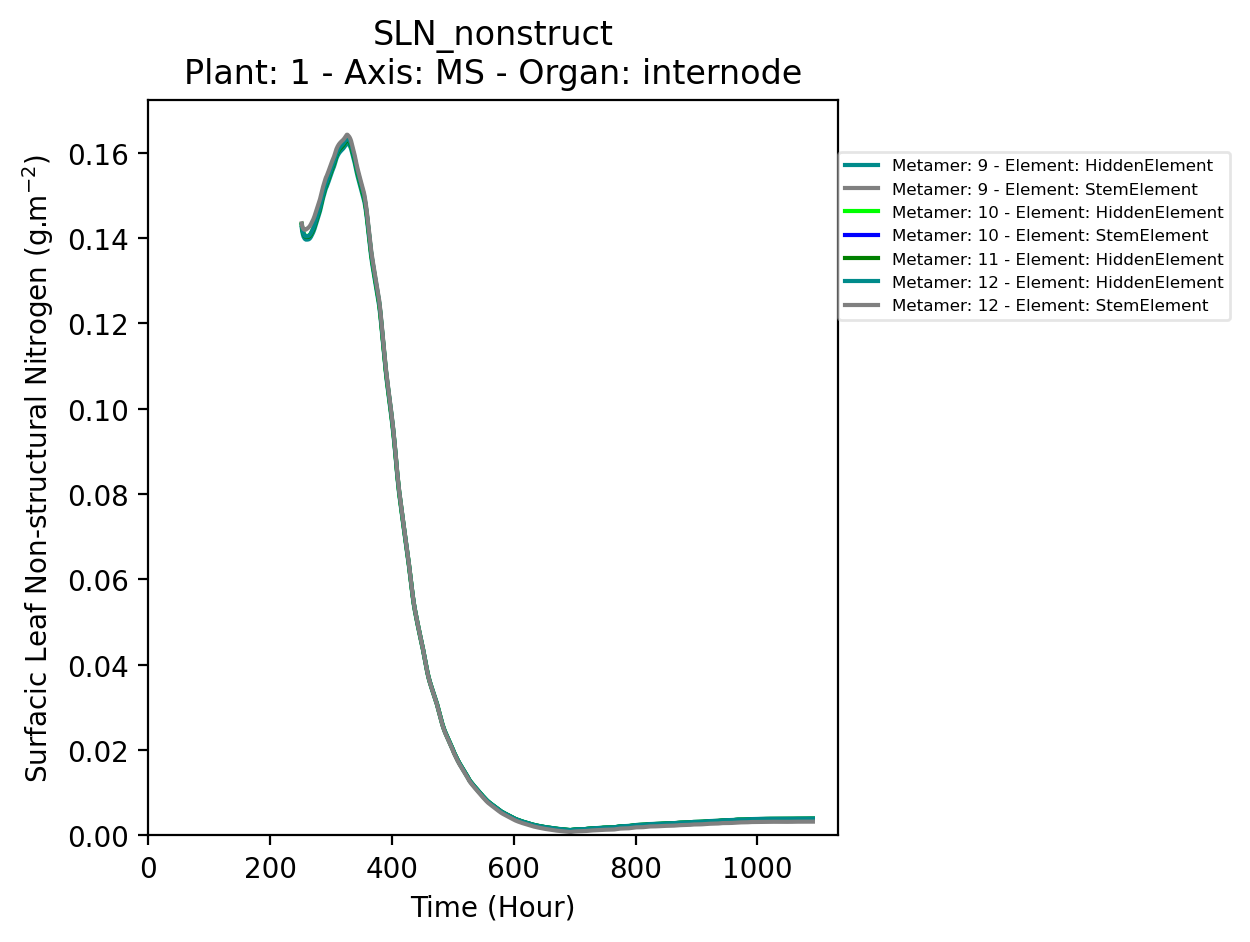 SLN_nonstruct
Plant: 1 - Axis: MS - Organ: internode
Surfacic Leaf Non-structural Nitrogen (g.m⁻²)
0.16
0.14
0.12
0.10
0.08
0.06
0.04
0.02
0.00
0 200 400 600 800 1000
Time (Hour)
Metamer: 9 - Element: HiddenElement
Metamer: 9 - Element: StemElement
Metamer: 10 - Element: HiddenElement
Metamer: 10 - Element: StemElement
Metamer: 11 - Element: HiddenElement
Metamer: 12 - Element: HiddenElement
Metamer: 12 - Element: StemElement